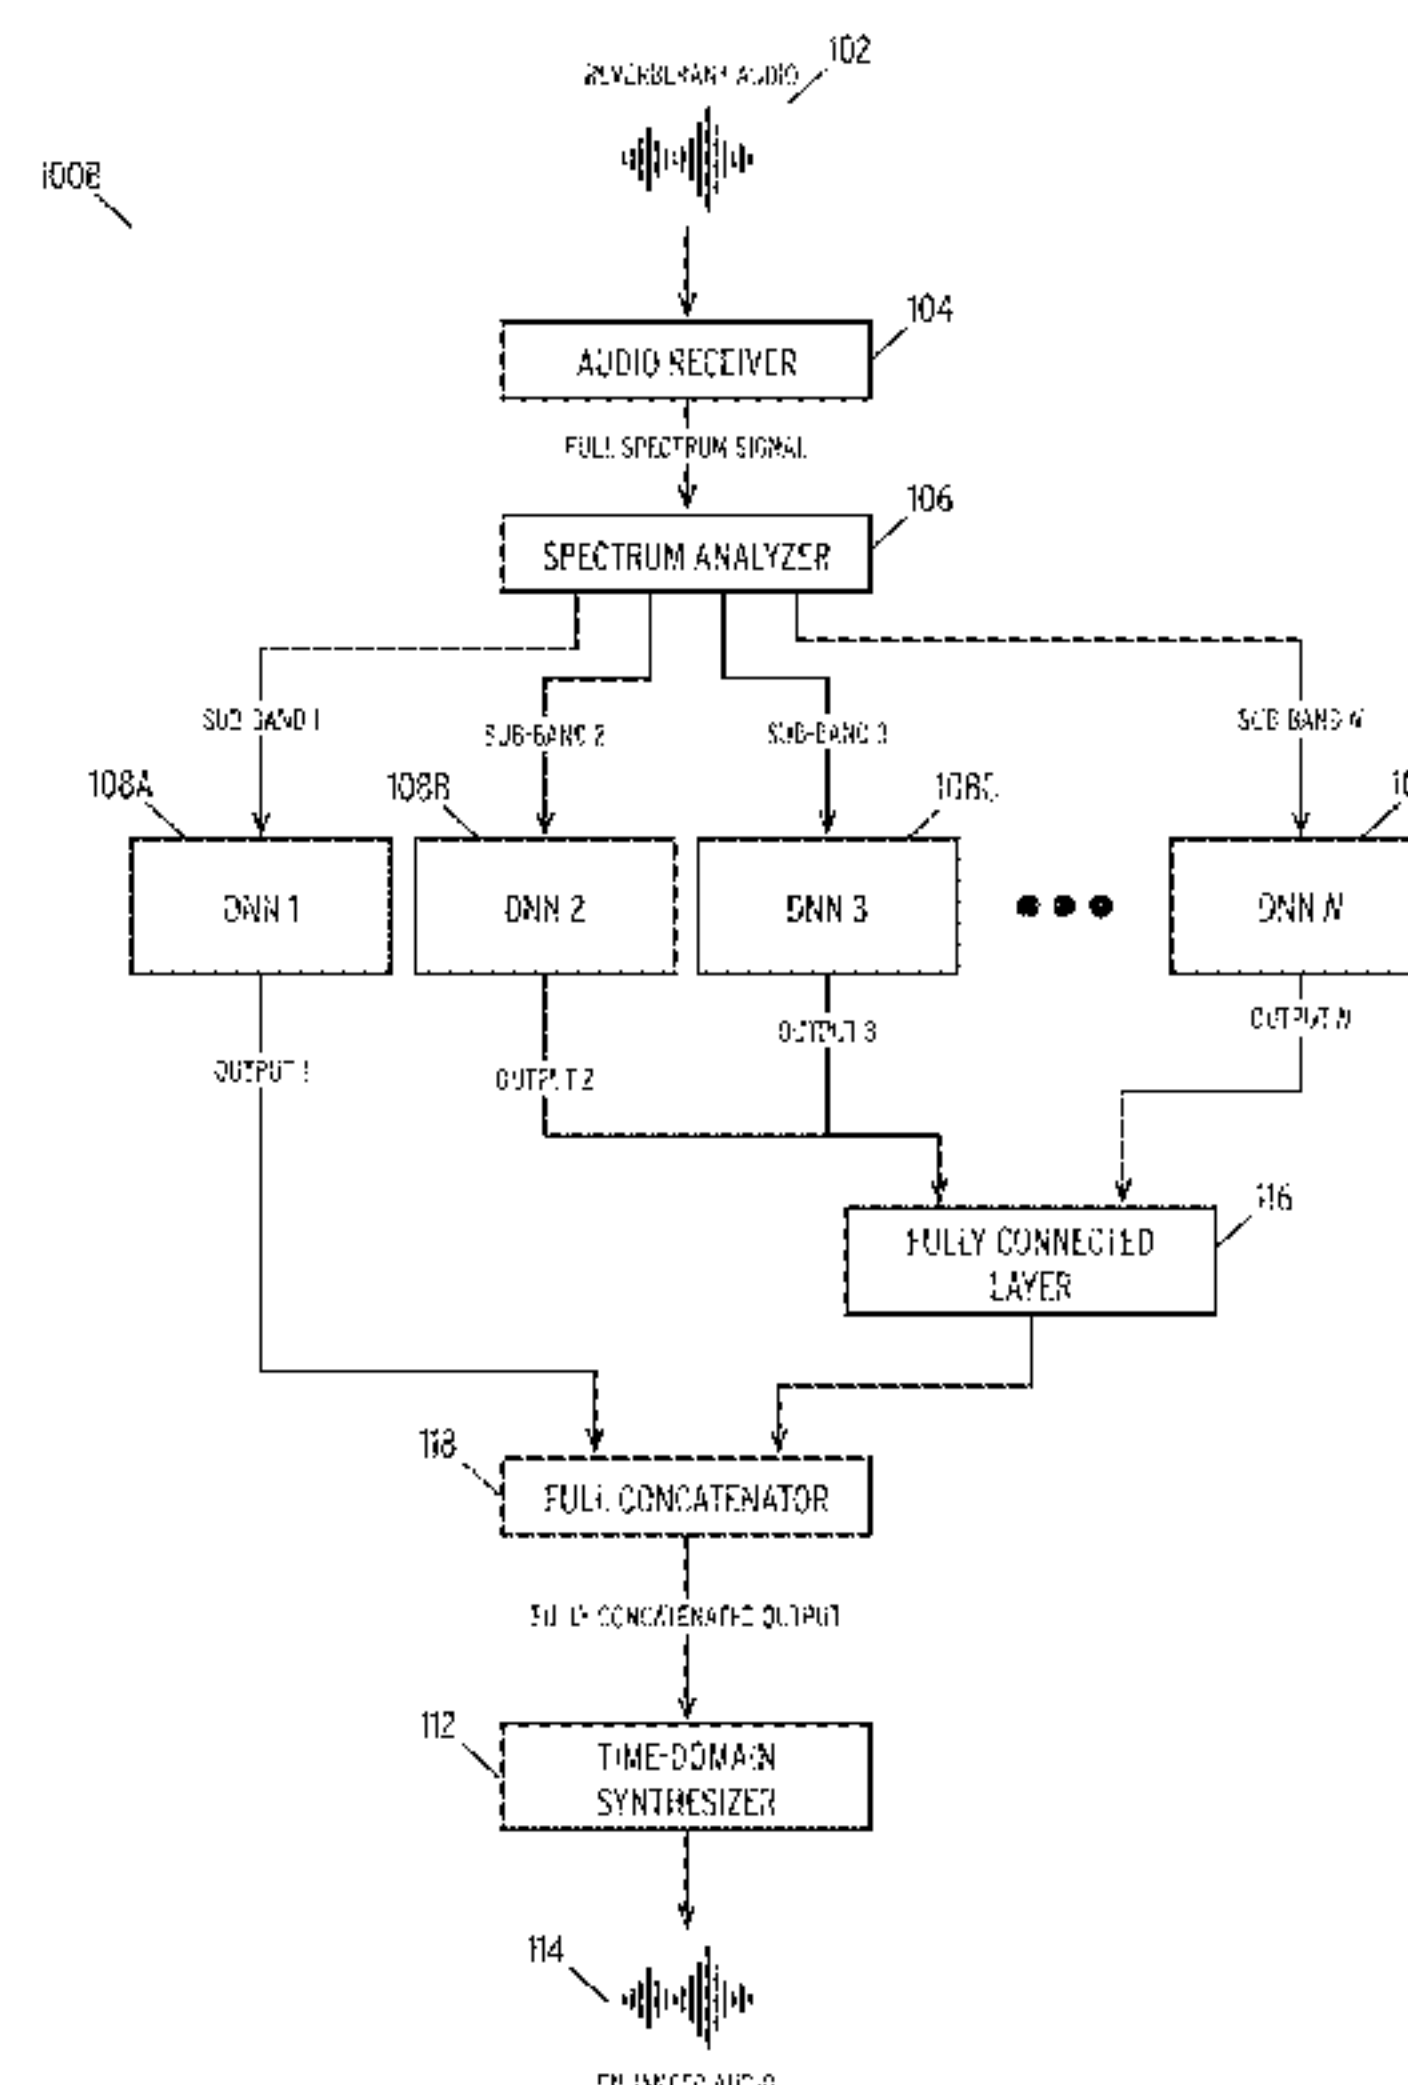 102
REVERBERANT AUDIO
100B
104
AUDIO RECEIVER
FULL SPECTRUM SIGNAL
106
SPECTRUM ANALYZER
SUB-BAND 1
SUB-BAND 2
SUB-BAND 3
SUB-BAND N
108A
108B
108C
DNN 1
DNN 2
DNN 3
DNN N
OUTPUT 1
OUTPUT 2
OUTPUT 3
OUTPUT N
116
FULLY CONNECTED
LAYER
118
FULL CONCATENATOR
FULLY CONCATENATED OUTPUT
112
TIME-DOMAIN
SYNTHESIZER
114
ENHANCED AUDIO